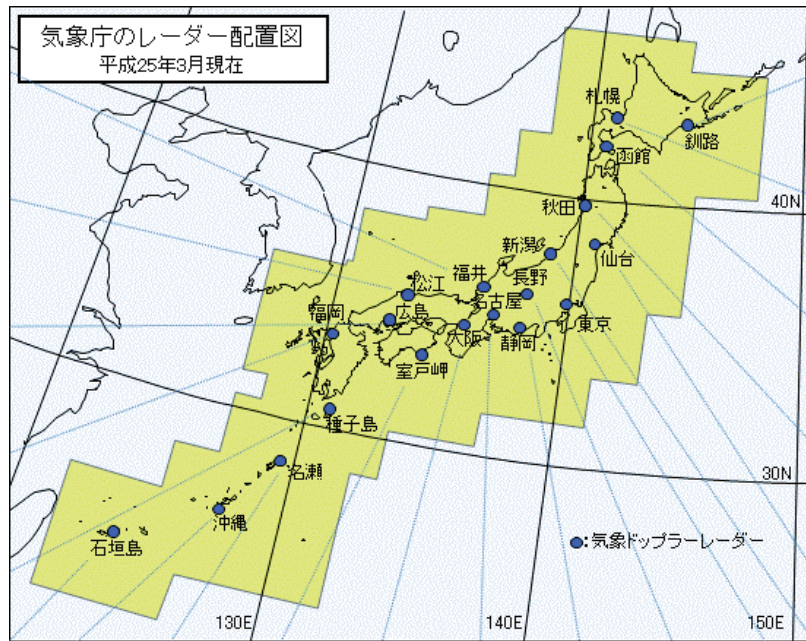 気象庁のレーダー配置図
平成25年3月現在
札幌
釧路
函館
40N
秋田
仙台
新潟
福井
長野
松江
名古屋
福岡
広島
大阪
静岡
東京
室戸岬
種子島
名瀬
30N
沖縄
石垣島
●:気象ドップラーレーダー
130E
140E
150E